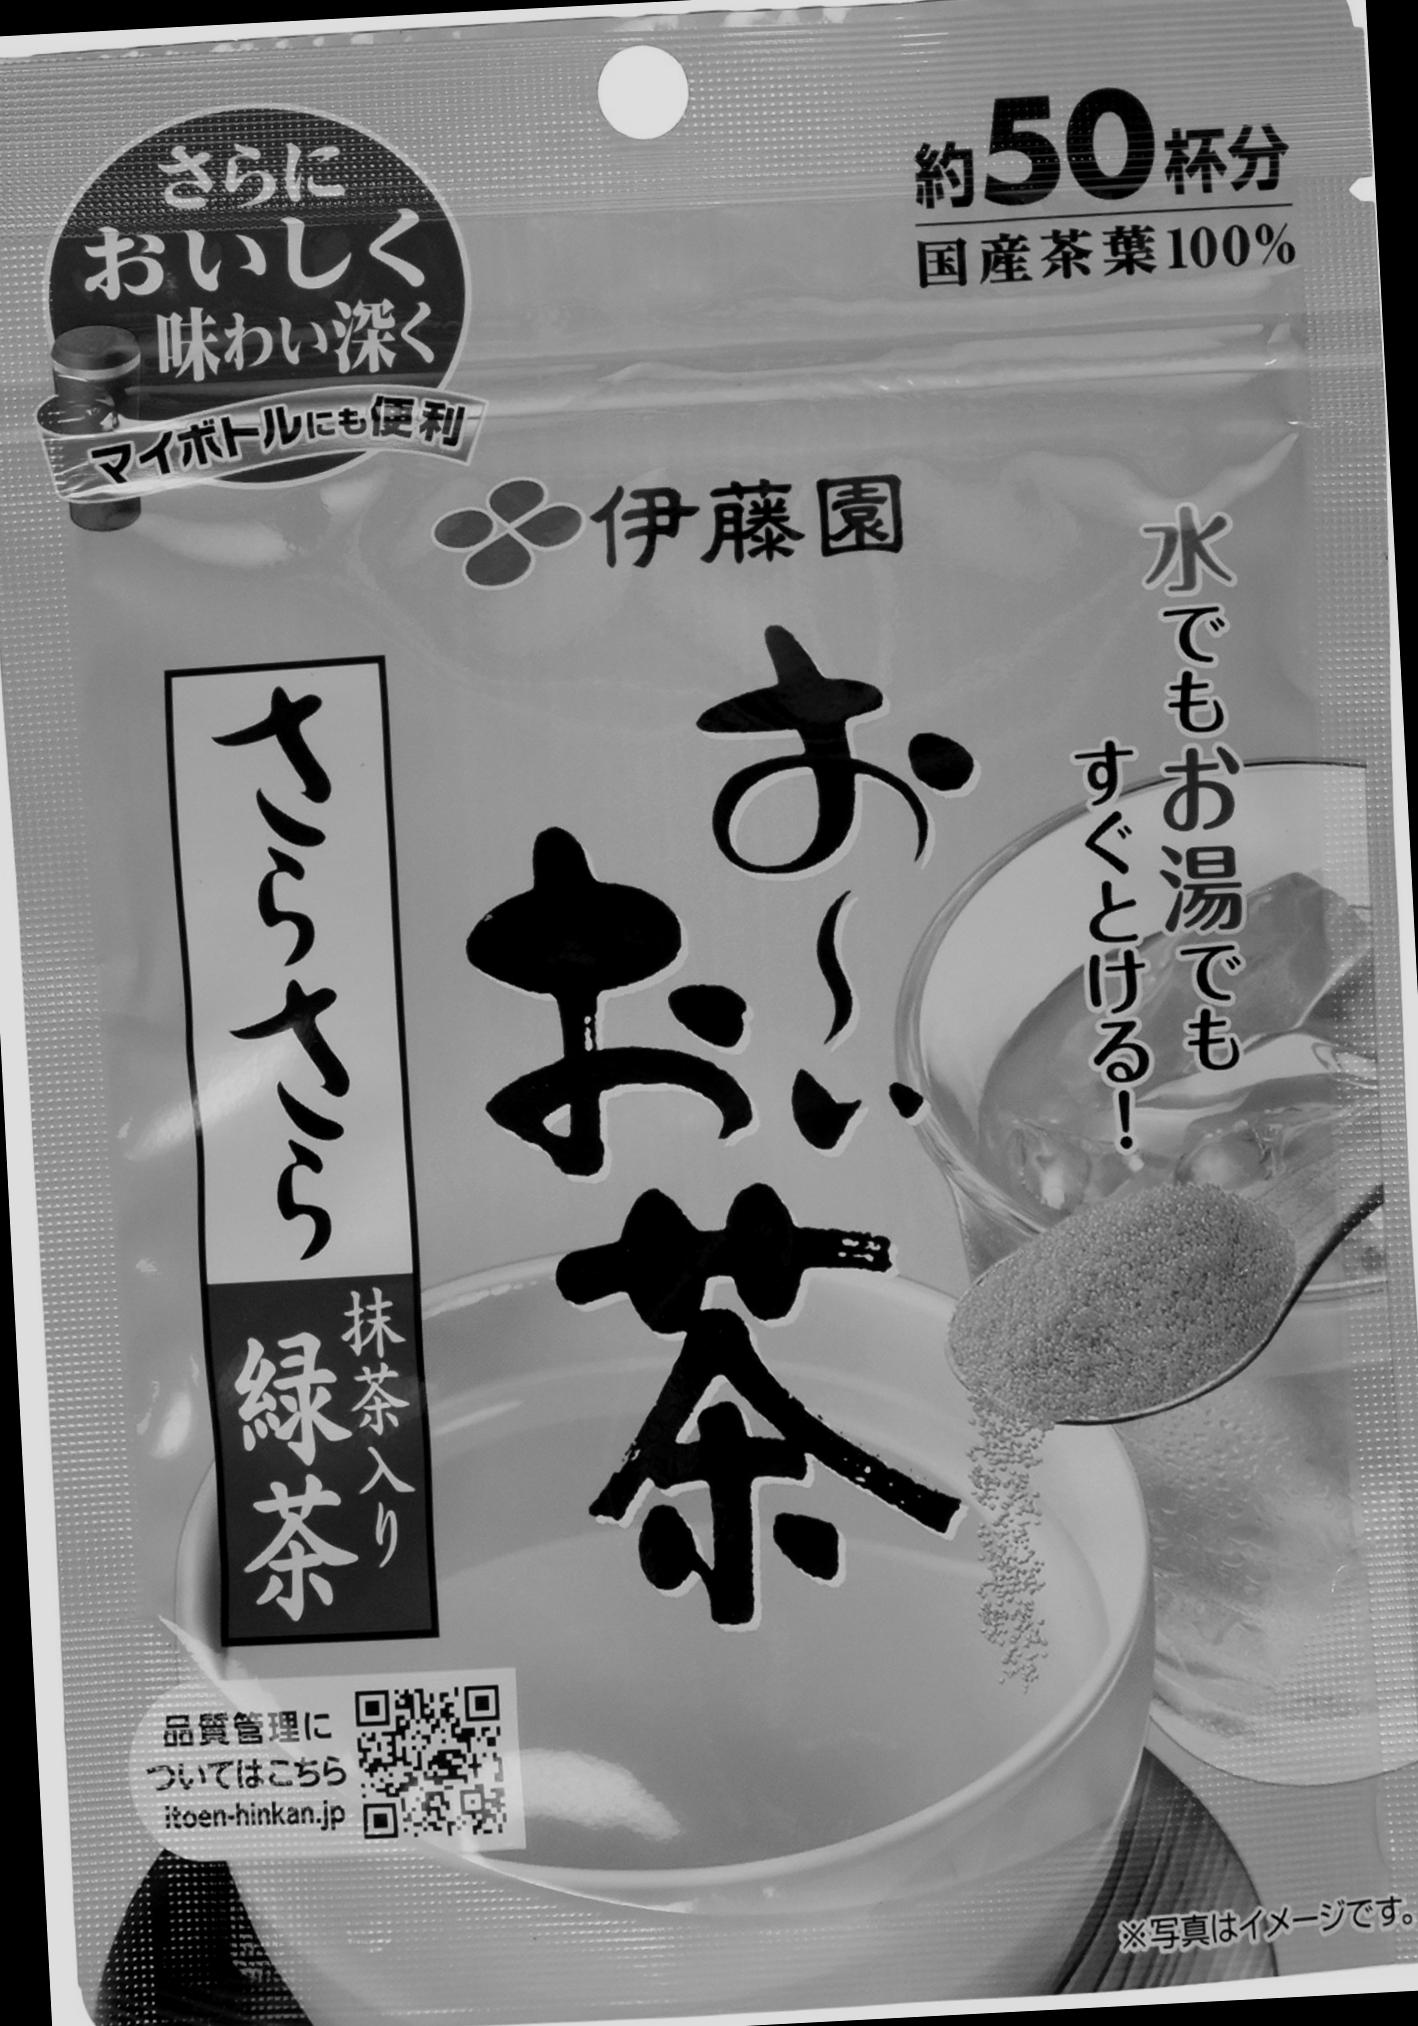 さらに
おいしく
味わい深く
マイボトルにも便利
約50杯分
国産茶葉100%
伊藤園
水でもお湯でも
すぐとける!
お〜い
お茶
さらさら
抹茶入り
緑茶
品質管理に
ついてはこちら
itoen-hinkan.jp
※写真はイメージです。